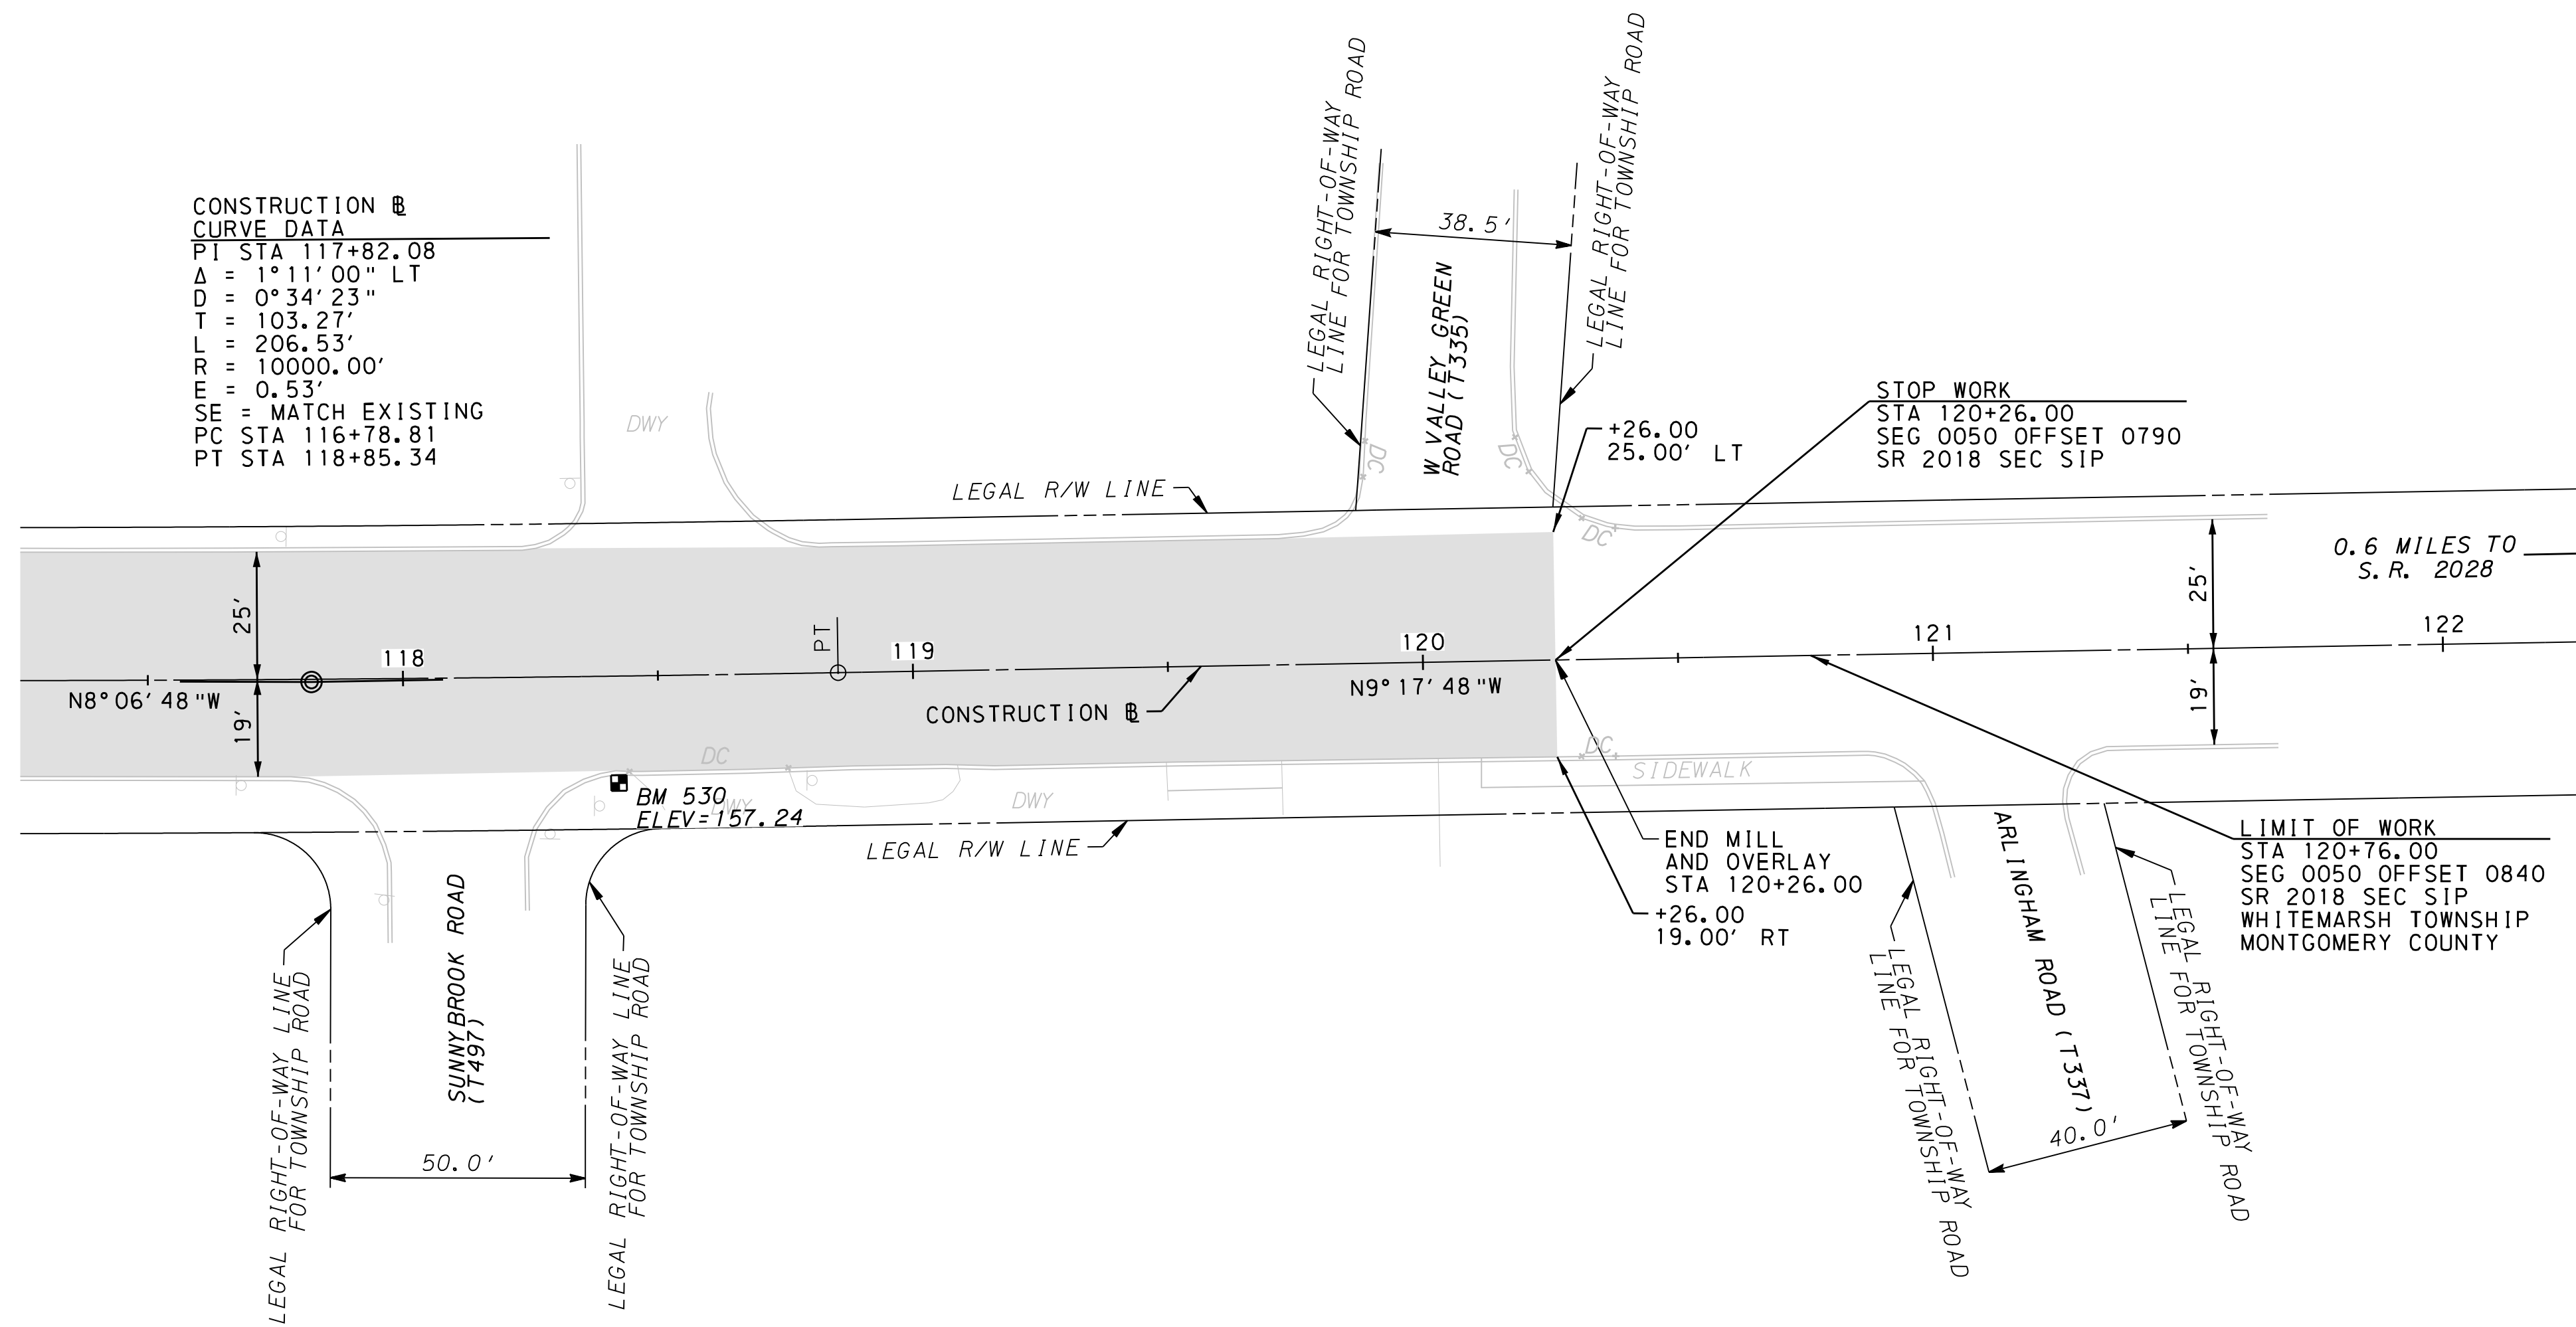 CONSTRUCTION ℄
CURVE DATA
PI STA 117+82.08
Δ = 1°11'00" LT
D = 0°34'23"
T = 103.27'
L = 206.53'
R = 10000.00'
E = 0.53'
SE = MATCH EXISTING
PC STA 116+78.81
PT STA 118+85.34
DWY
LEGAL R/W LINE
LEGAL RIGHT-OF-WAY
LINE FOR TOWNSHIP ROAD
38.5'
W VALLEY GREEN
ROAD (T335)
LEGAL RIGHT-OF-WAY
LINE FOR TOWNSHIP ROAD
DC
DC
DC
+26.00
25.00' LT
STOP WORK
STA 120+26.00
SEG 0050 OFFSET 0790
SR 2018 SEC SIP
0.6 MILES TO
S.R. 2028
25'
19'
N8°06'48"W
118
PT
119
120
121
122
CONSTRUCTION ℄
N9°17'48"W
25'
19'
DC
BM 530
ELEV=157.24
DWY
DWY
LEGAL R/W LINE
DC
SIDEWALK
END MILL
AND OVERLAY
STA 120+26.00
+26.00
19.00' RT
LIMIT OF WORK
STA 120+76.00
SEG 0050 OFFSET 0840
SR 2018 SEC SIP
WHITEMARSH TOWNSHIP
MONTGOMERY COUNTY
LEGAL RIGHT-OF-WAY LINE
FOR TOWNSHIP ROAD
SUNNYBROOK ROAD
(T497)
50.0'
LEGAL RIGHT-OF-WAY LINE
FOR TOWNSHIP ROAD
LEGAL RIGHT-OF-WAY
LINE FOR TOWNSHIP ROAD
ARLINGHAM ROAD (T337)
40.0'
LEGAL RIGHT-OF-WAY
LINE FOR TOWNSHIP ROAD